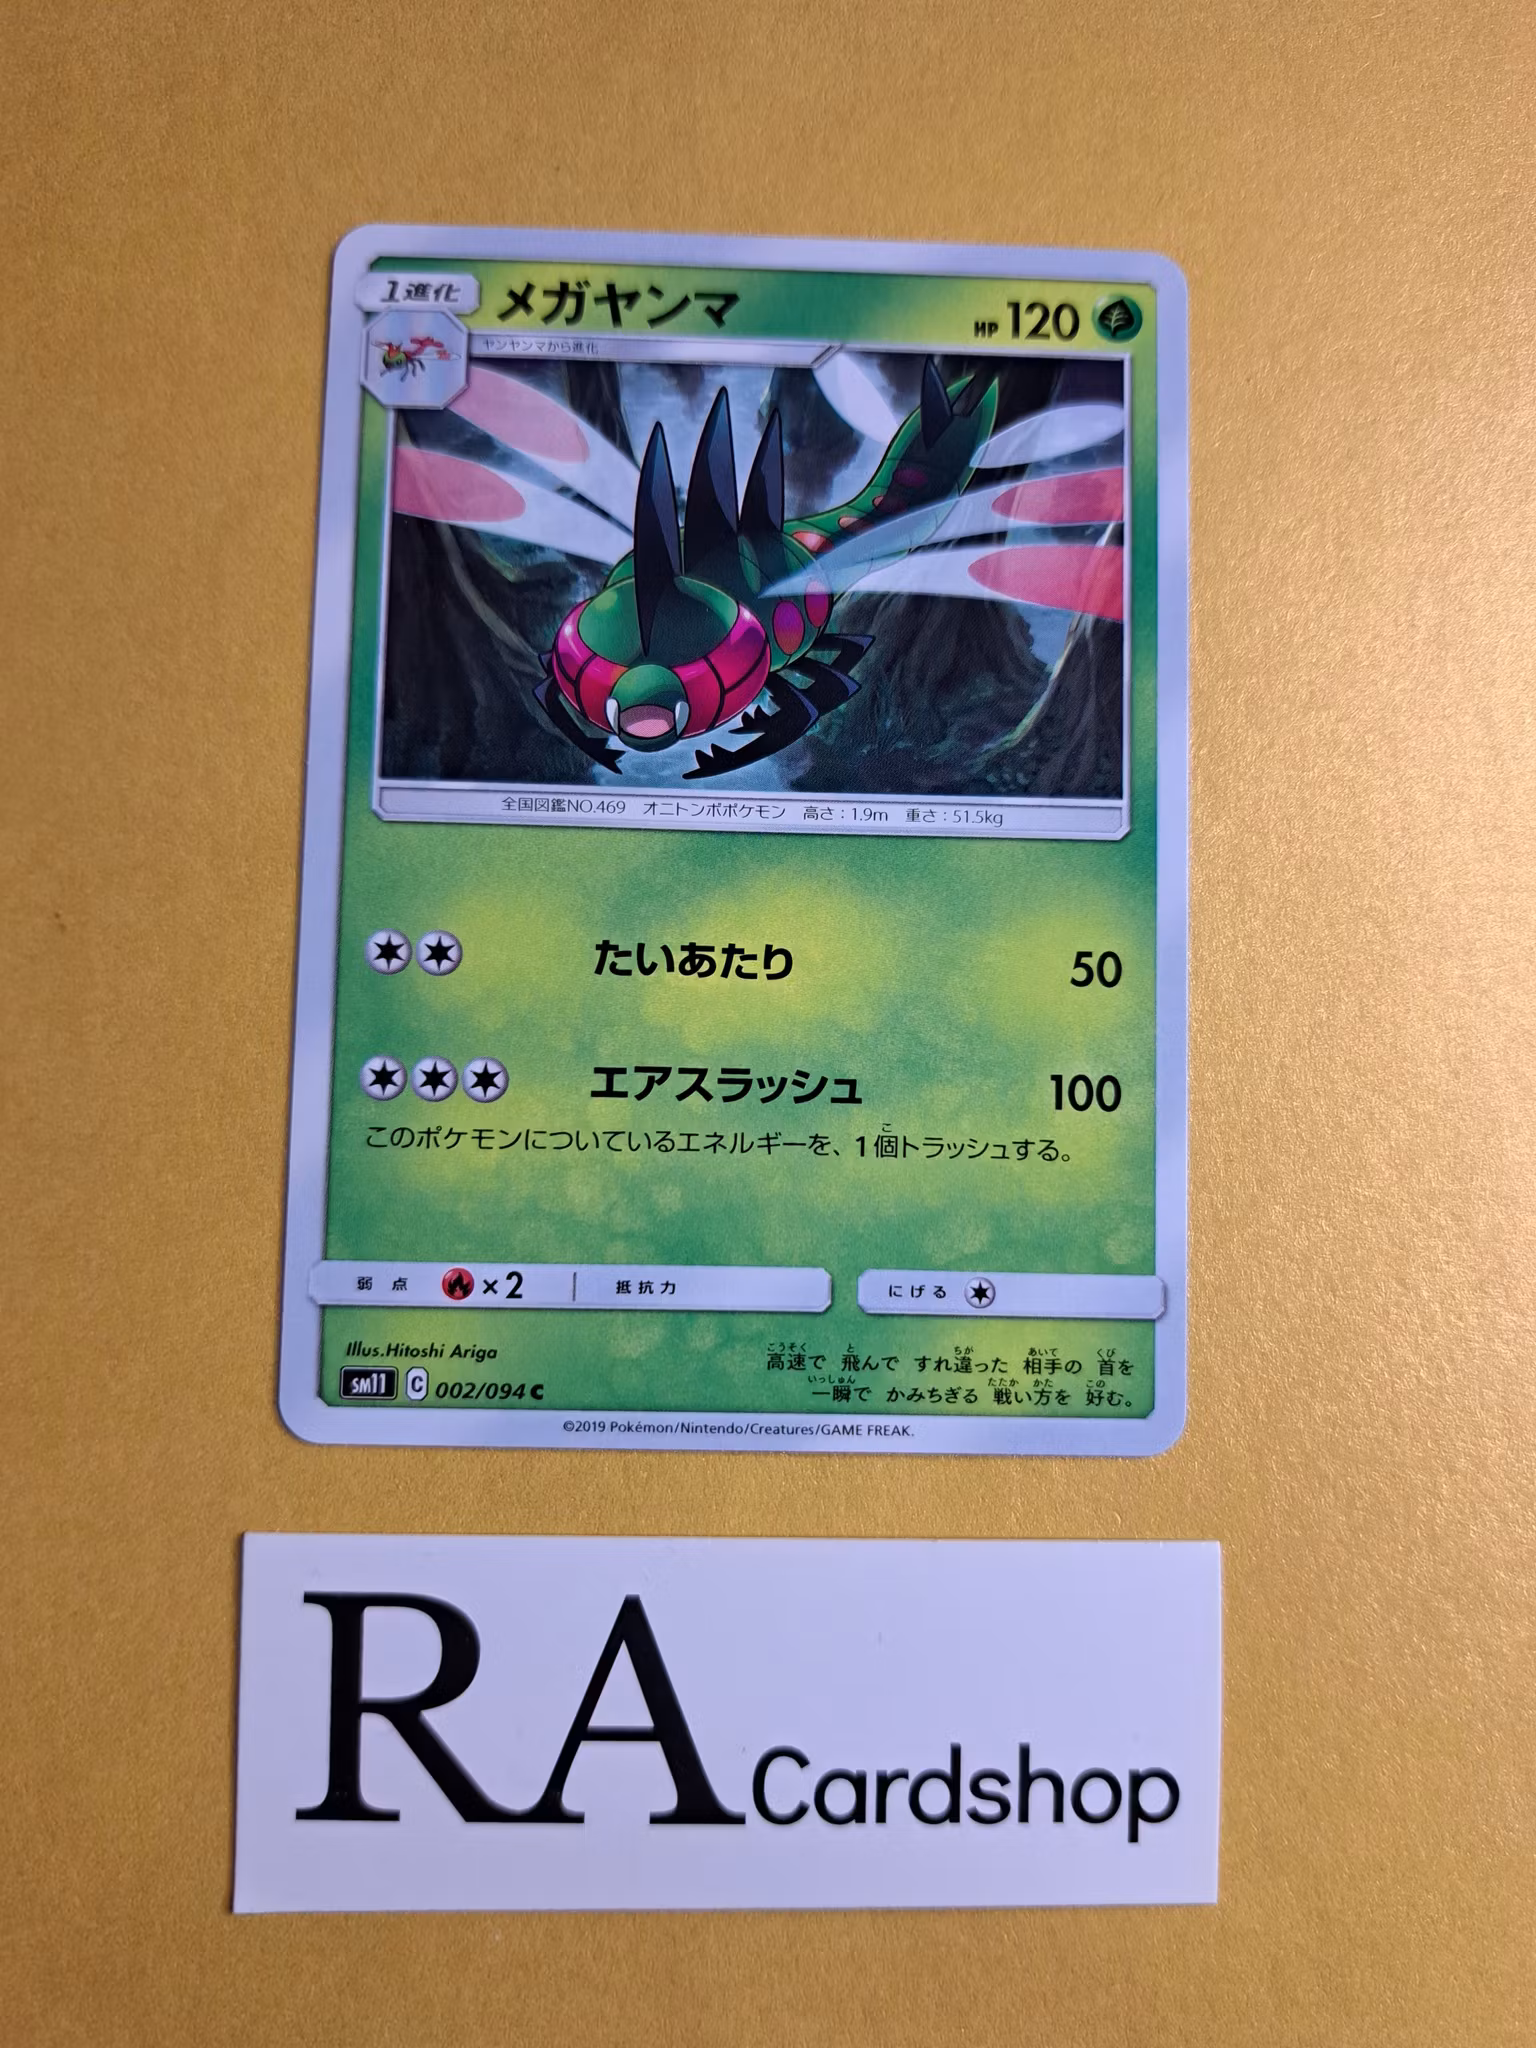 1進化
メガヤンマ
HP 120
ヤンヤンマから進化
全国図鑑NO.469 オニトンボポケモン 高さ:1.9m 重さ:51.5kg
たいあたり 50
エアスラッシュ 100
このポケモンについているエネルギーを、1個トラッシュする。
弱点 ×2 抵抗力 にげる
Illus.Hitoshi Ariga
SM11 C 002/094 C
高速で 飛んで すれ違った 相手の 首を
一瞬で かみちぎる 戦い方を 好む。
©2019 Pokémon/Nintendo/Creatures/GAME FREAK.
RA Cardshop